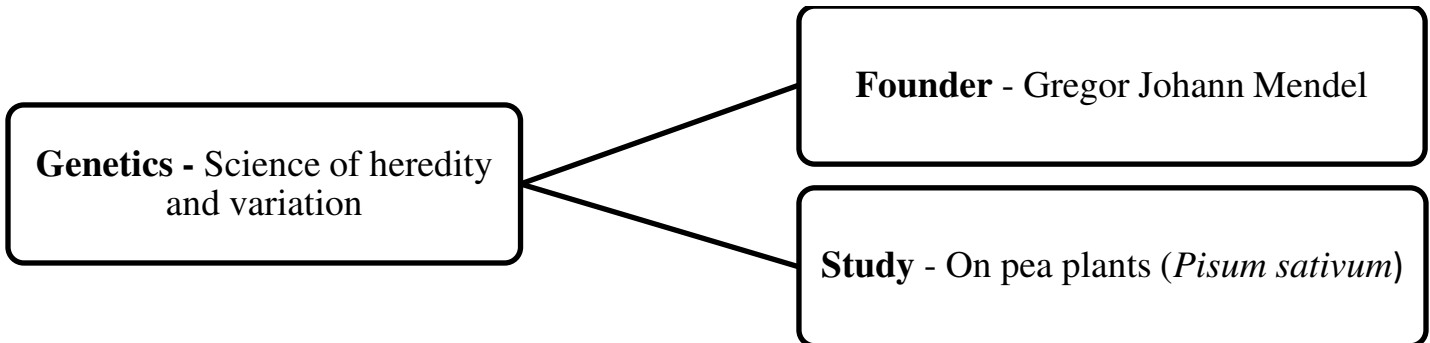 Genetics - Science of heredity
and variation
Founder - Gregor Johann Mendel
Study - On pea plants (Pisum sativum)